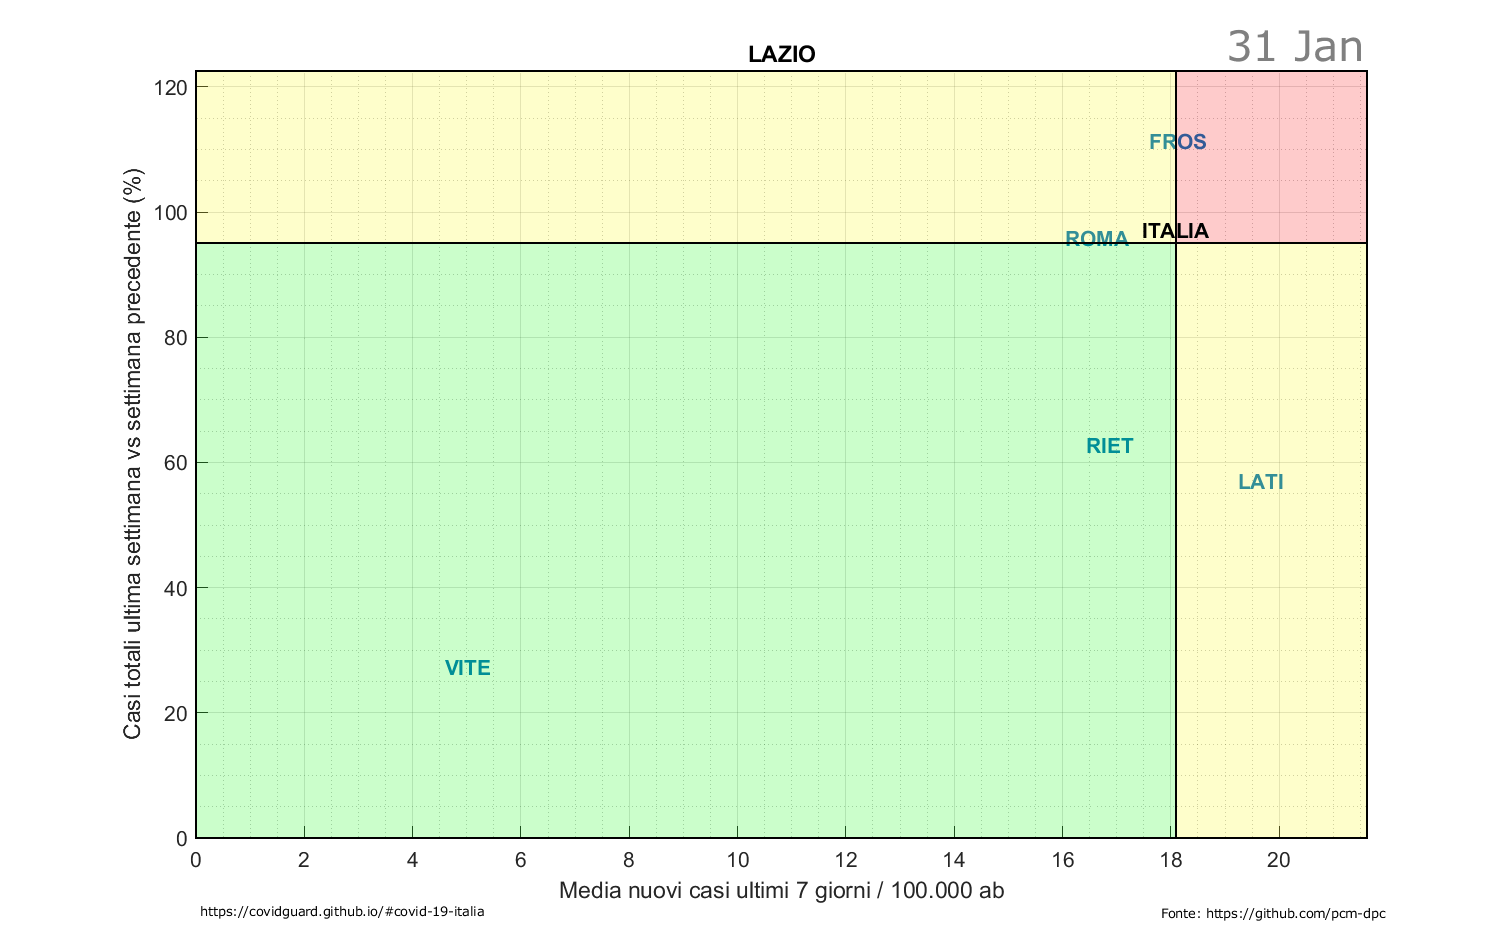 31 Jan
LAZIO
120
100
80
60
40
20
0
Casi totali ultima settimana vs settimana precedente (%)
FROS
ITALIA
ROMA
RIET
LATI
VITE
0 2 4 6 8 10 12 14 16 18 20
Media nuovi casi ultimi 7 giorni / 100.000 ab
https://covidguard.github.io/#covid-19-italia
Fonte: https://github.com/pcm-dpc